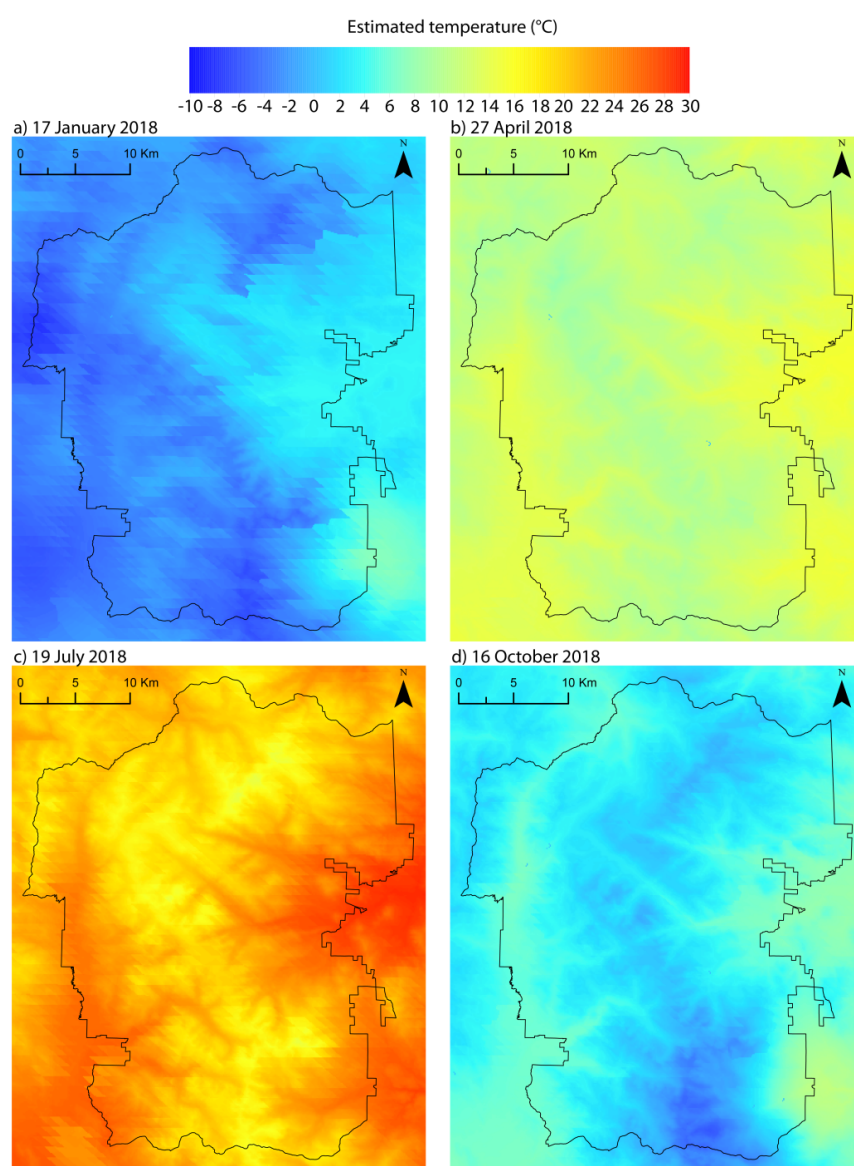 Estimated temperature (°C)
-10 -8 -6 -4 -2 0 2 4 6 8 10 12 14 16 18 20 22 24 26 28 30
a) 17 January 2018
b) 27 April 2018
0 5 10 Km
N
0 5 10 Km
N
c) 19 July 2018
d) 16 October 2018
0 5 10 Km
N
0 5 10 Km
N